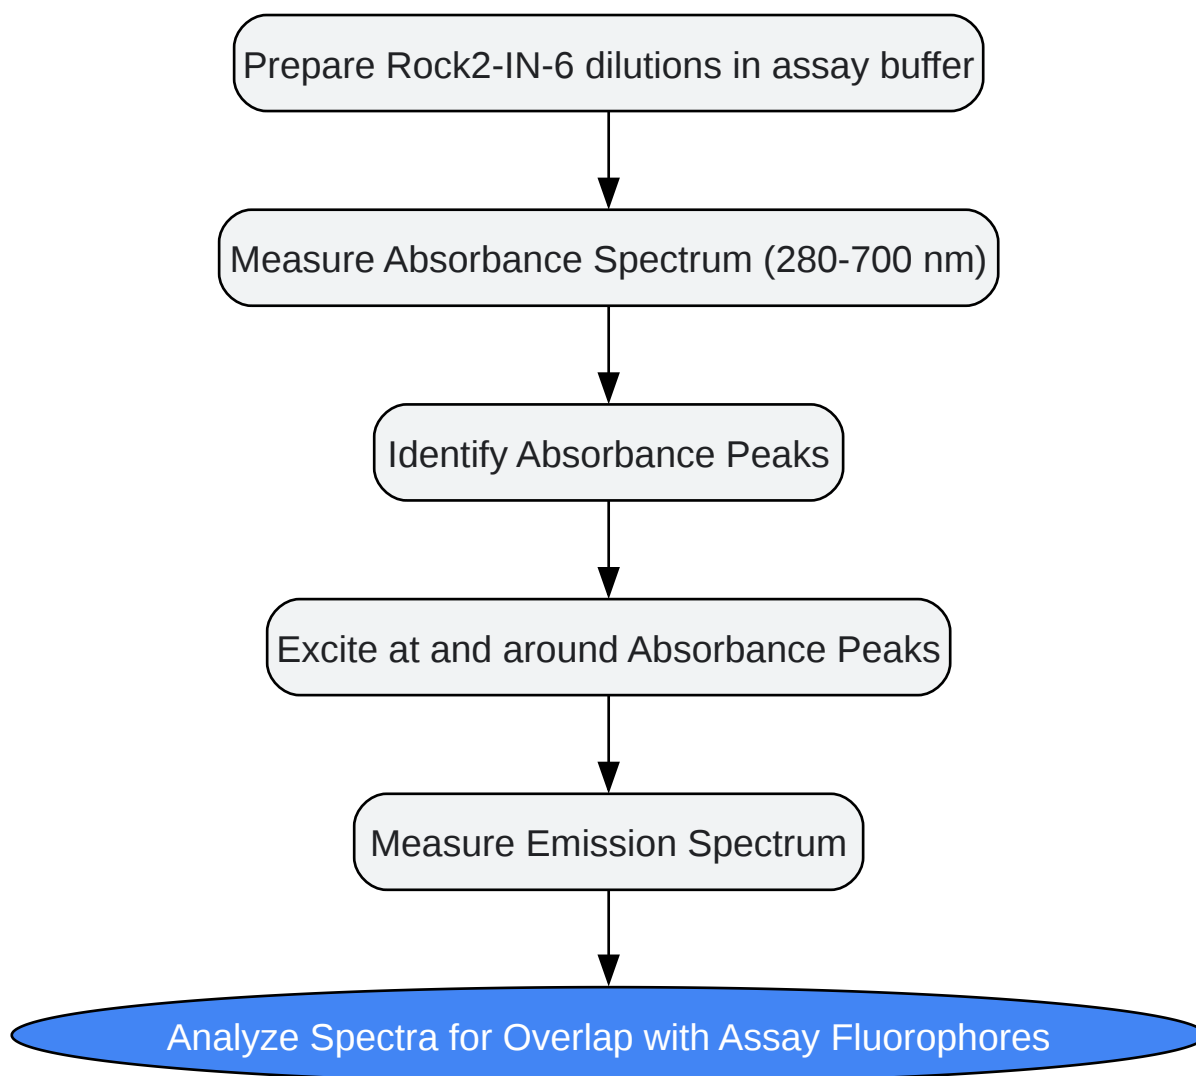 Prepare Rock2-IN-6 dilutions in assay buffer
Measure Absorbance Spectrum (280-700 nm)
Identify Absorbance Peaks
Excite at and around Absorbance Peaks
Measure Emission Spectrum
Analyze Spectra for Overlap with Assay Fluorophores